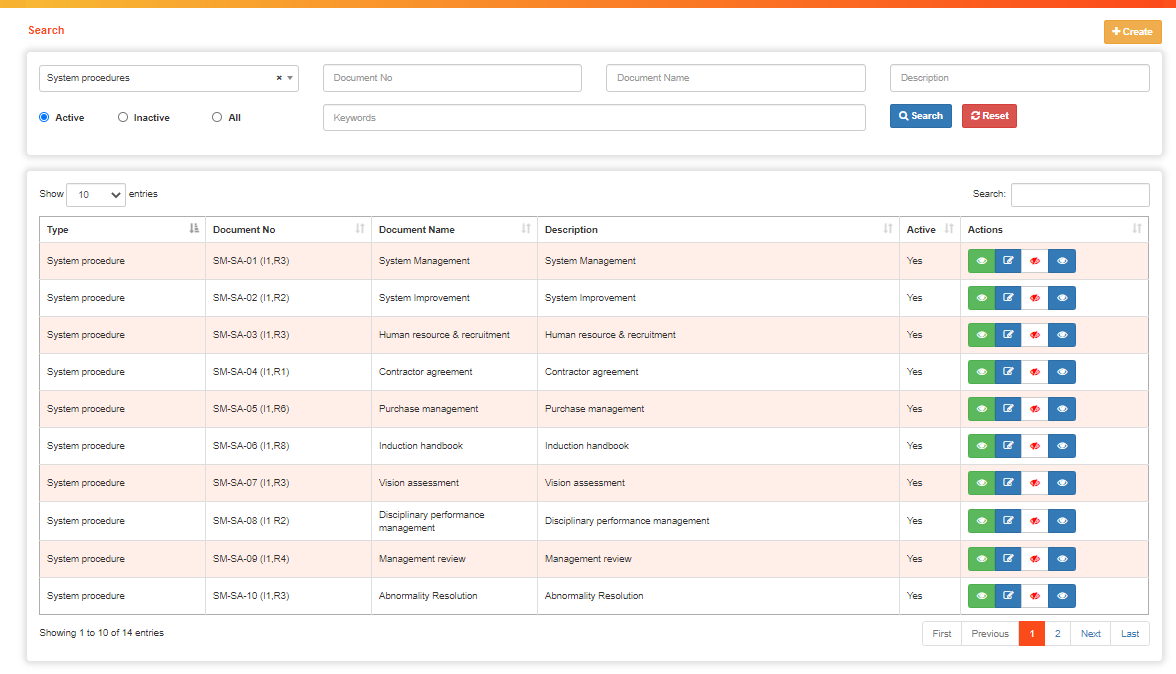 Search
Create
System procedures × Document No Document Name Description
Active Inactive All Keywords Search Reset
Show 10 entries Search:
Type Document No Document Name Description Active Actions
System procedure SM-SA-01 (I1,R3) System Management System Management Yes
System procedure SM-SA-02 (I1,R2) System Improvement System Improvement Yes
System procedure SM-SA-03 (I1,R3) Human resource & recruitment Human resource & recruitment Yes
System procedure SM-SA-04 (I1,R1) Contractor agreement Contractor agreement Yes
System procedure SM-SA-05 (I1,R6) Purchase management Purchase management Yes
System procedure SM-SA-06 (I1,R8) Induction handbook Induction handbook Yes
System procedure SM-SA-07 (I1,R3) Vision assessment Vision assessment Yes
System procedure SM-SA-08 (I1 R2) Disciplinary performance
management Disciplinary performance management Yes
System procedure SM-SA-09 (I1,R4) Management review Management review Yes
System procedure SM-SA-10 (I1,R3) Abnormality Resolution Abnormality Resolution Yes
Showing 1 to 10 of 14 entries First Previous 1 2 Next Last